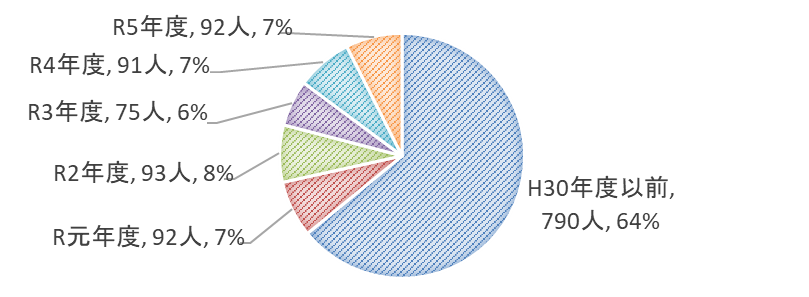 R5年度, 92人, 7%
R4年度, 91人, 7%
R3年度, 75人, 6%
R2年度, 93人, 8%
R元年度, 92人, 7%
H30年度以前,
790人, 64%